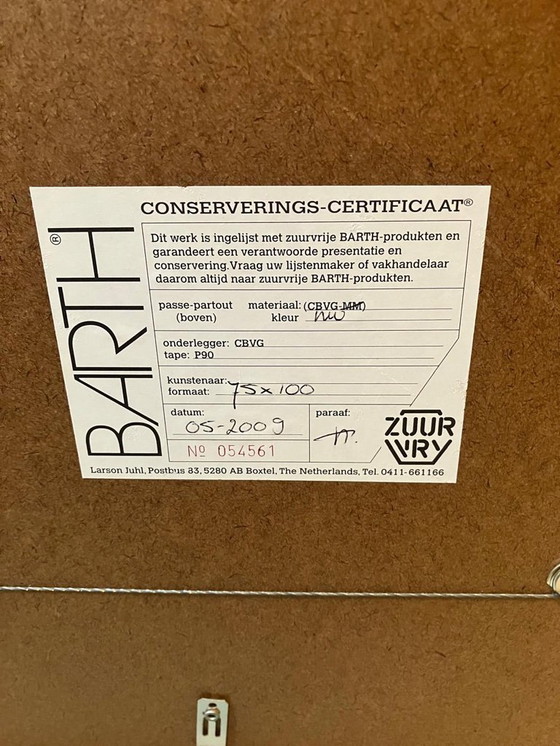 BARTH®
CONSERVERINGS-CERTIFICAAT®
Dit werk is ingelijst met zuurvrije BARTH-produkten en
garandeert een verantwoorde presentatie en
conservering.Vraag uw lijstenmaker of vakhandelaar
daarom altijd naar zuurvrije BARTH-produkten.
passe-partout materiaal: (CBVG-MM)
(boven) kleur
onderlegger: CBVG
tape: P90
kunstenaar:
formaat: 75x100
datum: paraaf:
05-2009
Nº 054561
ZUUR
VRY
Larson Juhl, Postbus 83, 5280 AB Boxtel, The Netherlands, Tel. 0411-661166